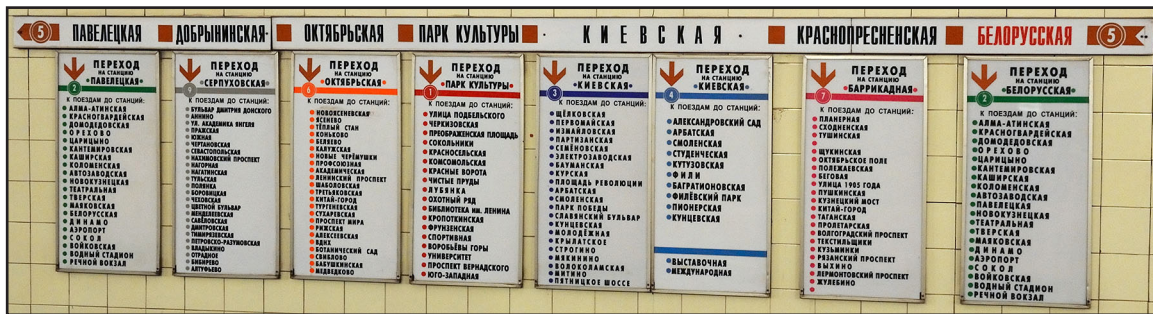 5 ПАВЕЛЕЦКАЯ ДОБРЫНИНСКАЯ ОКТЯБРЬСКАЯ ПАРК КУЛЬТУРЫ КИЕВСКАЯ КРАСНОПРЕСНЕНСКАЯ БЕЛОРУССКАЯ 5
ПЕРЕХОД
НА СТАНЦИЮ
2 •ПАВЕЛЕЦКАЯ•
К ПОЕЗДАМ ДО СТАНЦИЙ:
АЛМА-АТИНСКАЯ
КРАСНОГВАРДЕЙСКАЯ
ДОМОДЕДОВСКАЯ
ОРЕХОВО
ЦАРИЦЫНО
КАНТЕМИРОВСКАЯ
КАШИРСКАЯ
КОЛОМЕНСКАЯ
АВТОЗАВОДСКАЯ
НОВОКУЗНЕЦКАЯ
ТЕАТРАЛЬНАЯ
ТВЕРСКАЯ
МАЯКОВСКАЯ
БЕЛОРУССКАЯ
ДИНАМО
АЭРОПОРТ
СОКОЛ
ВОЙКОВСКАЯ
ВОДНЫЙ СТАДИОН
РЕЧНОЙ ВОКЗАЛ
ПЕРЕХОД
НА СТАНЦИЮ
9 •СЕРПУХОВСКАЯ•
К ПОЕЗДАМ ДО СТАНЦИЙ:
БУЛЬВАР ДМИТРИЯ ДОНСКОГО
АННИНО
УЛ. АКАДЕМИКА ЯНГЕЛЯ
ПРАЖСКАЯ
ЮЖНАЯ
ЧЕРТАНОВСКАЯ
СЕВАСТОПОЛЬСКАЯ
НАХИМОВСКИЙ ПРОСПЕКТ
НАГОРНАЯ
НАГАТИНСКАЯ
ТУЛЬСКАЯ
ПОЛЯНКА
БОРОВИЦКАЯ
ЧЕХОВСКАЯ
ЦВЕТНОЙ БУЛЬВАР
МЕНДЕЛЕЕВСКАЯ
САВЁЛОВСКАЯ
ДМИТРОВСКАЯ
ТИМИРЯЗЕВСКАЯ
ПЕТРОВСКО-РАЗУМОВСКАЯ
ВЛАДЫКИНО
ОТРАДНОЕ
БИБИРЕВО
АЛТУФЬЕВО
ПЕРЕХОД
НА СТАНЦИЮ
6 •ОКТЯБРЬСКАЯ•
К ПОЕЗДАМ ДО СТАНЦИЙ:
НОВОЯСЕНЕВСКАЯ
ЯСЕНЕВО
ТЁПЛЫЙ СТАН
КОНЬКОВО
БЕЛЯЕВО
КАЛУЖСКАЯ
НОВЫЕ ЧЕРЁМУШКИ
ПРОФСОЮЗНАЯ
АКАДЕМИЧЕСКАЯ
ЛЕНИНСКИЙ ПРОСПЕКТ
ШАБОЛОВСКАЯ
ТРЕТЬЯКОВСКАЯ
КИТАЙ-ГОРОД
ТУРГЕНЕВСКАЯ
СУХАРЕВСКАЯ
ПРОСПЕКТ МИРА
РИЖСКАЯ
АЛЕКСЕЕВСКАЯ
ВДНХ
БОТАНИЧЕСКИЙ САД
СВИБЛОВО
БАБУШКИНСКАЯ
МЕДВЕДКОВО
ПЕРЕХОД
НА СТАНЦИЮ
1 •ПАРК КУЛЬТУРЫ•
К ПОЕЗДАМ ДО СТАНЦИЙ:
УЛИЦА ПОДБЕЛЬСКОГО
ЧЕРКИЗОВСКАЯ
ПРЕОБРАЖЕНСКАЯ ПЛОЩАДЬ
СОКОЛЬНИКИ
КРАСНОСЕЛЬСКАЯ
КОМСОМОЛЬСКАЯ
КРАСНЫЕ ВОРОТА
ЧИСТЫЕ ПРУДЫ
ЛУБЯНКА
ОХОТНЫЙ РЯД
БИБЛИОТЕКА ИМ. ЛЕНИНА
КРОПОТКИНСКАЯ
ФРУНЗЕНСКАЯ
СПОРТИВНАЯ
ВОРОБЬЁВЫ ГОРЫ
УНИВЕРСИТЕТ
ПРОСПЕКТ ВЕРНАДСКОГО
ЮГО-ЗАПАДНАЯ
ПЕРЕХОД
НА СТАНЦИЮ
3 •КИЕВСКАЯ•
К ПОЕЗДАМ ДО СТАНЦИЙ:
ЩЁЛКОВСКАЯ
ПЕРВОМАЙСКАЯ
ИЗМАЙЛОВСКАЯ
ПАРТИЗАНСКАЯ
СЕМЁНОВСКАЯ
ЭЛЕКТРОЗАВОДСКАЯ
БАУМАНСКАЯ
КУРСКАЯ
ПЛОЩАДЬ РЕВОЛЮЦИИ
АРБАТСКАЯ
СМОЛЕНСКАЯ
ПАРК ПОБЕДЫ
СЛАВЯНСКИЙ БУЛЬВАР
КУНЦЕВСКАЯ
МОЛОДЁЖНАЯ
КРЫЛАТСКОЕ
СТРОГИНО
МЯКИНИНО
ВОЛОКОЛАМСКАЯ
МИТИНО
ПЯТНИЦКОЕ ШОССЕ
ПЕРЕХОД
НА СТАНЦИЮ
4 •КИЕВСКАЯ•
К ПОЕЗДАМ ДО СТАНЦИЙ:
АЛЕКСАНДРОВСКИЙ САД
АРБАТСКАЯ
СМОЛЕНСКАЯ
СТУДЕНЧЕСКАЯ
КУТУЗОВСКАЯ
ФИЛИ
БАГРАТИОНОВСКАЯ
ФИЛЁВСКИЙ ПАРК
ПИОНЕРСКАЯ
КУНЦЕВСКАЯ
ВЫСТАВОЧНАЯ
МЕЖДУНАРОДНАЯ
ПЕРЕХОД
НА СТАНЦИЮ
7 •БАРРИКАДНАЯ•
К ПОЕЗДАМ ДО СТАНЦИЙ:
ПЛАНЕРНАЯ
СХОДНЕНСКАЯ
ТУШИНСКАЯ
ЩУКИНСКАЯ
ОКТЯБРЬСКОЕ ПОЛЕ
ПОЛЕЖАЕВСКАЯ
БЕГОВАЯ
УЛИЦА 1905 ГОДА
ПУШКИНСКАЯ
КУЗНЕЦКИЙ МОСТ
КИТАЙ-ГОРОД
ТАГАНСКАЯ
ПРОЛЕТАРСКАЯ
ВОЛГОГРАДСКИЙ ПРОСПЕКТ
ТЕКСТИЛЬЩИКИ
КУЗЬМИНКИ
РЯЗАНСКИЙ ПРОСПЕКТ
ВЫХИНО
ЛЕРМОНТОВСКИЙ ПРОСПЕКТ
ЖУЛЕБИНО
ПЕРЕХОД
НА СТАНЦИЮ
2 •БЕЛОРУССКАЯ•
К ПОЕЗДАМ ДО СТАНЦИЙ:
АЛМА-АТИНСКАЯ
КРАСНОГВАРДЕЙСКАЯ
ДОМОДЕДОВСКАЯ
ОРЕХОВО
ЦАРИЦЫНО
КАНТЕМИРОВСКАЯ
КАШИРСКАЯ
КОЛОМЕНСКАЯ
АВТОЗАВОДСКАЯ
ПАВЕЛЕЦКАЯ
НОВОКУЗНЕЦКАЯ
ТЕАТРАЛЬНАЯ
ТВЕРСКАЯ
МАЯКОВСКАЯ
ДИНАМО
АЭРОПОРТ
СОКОЛ
ВОЙКОВСКАЯ
ВОДНЫЙ СТАДИОН
РЕЧНОЙ ВОКЗАЛ